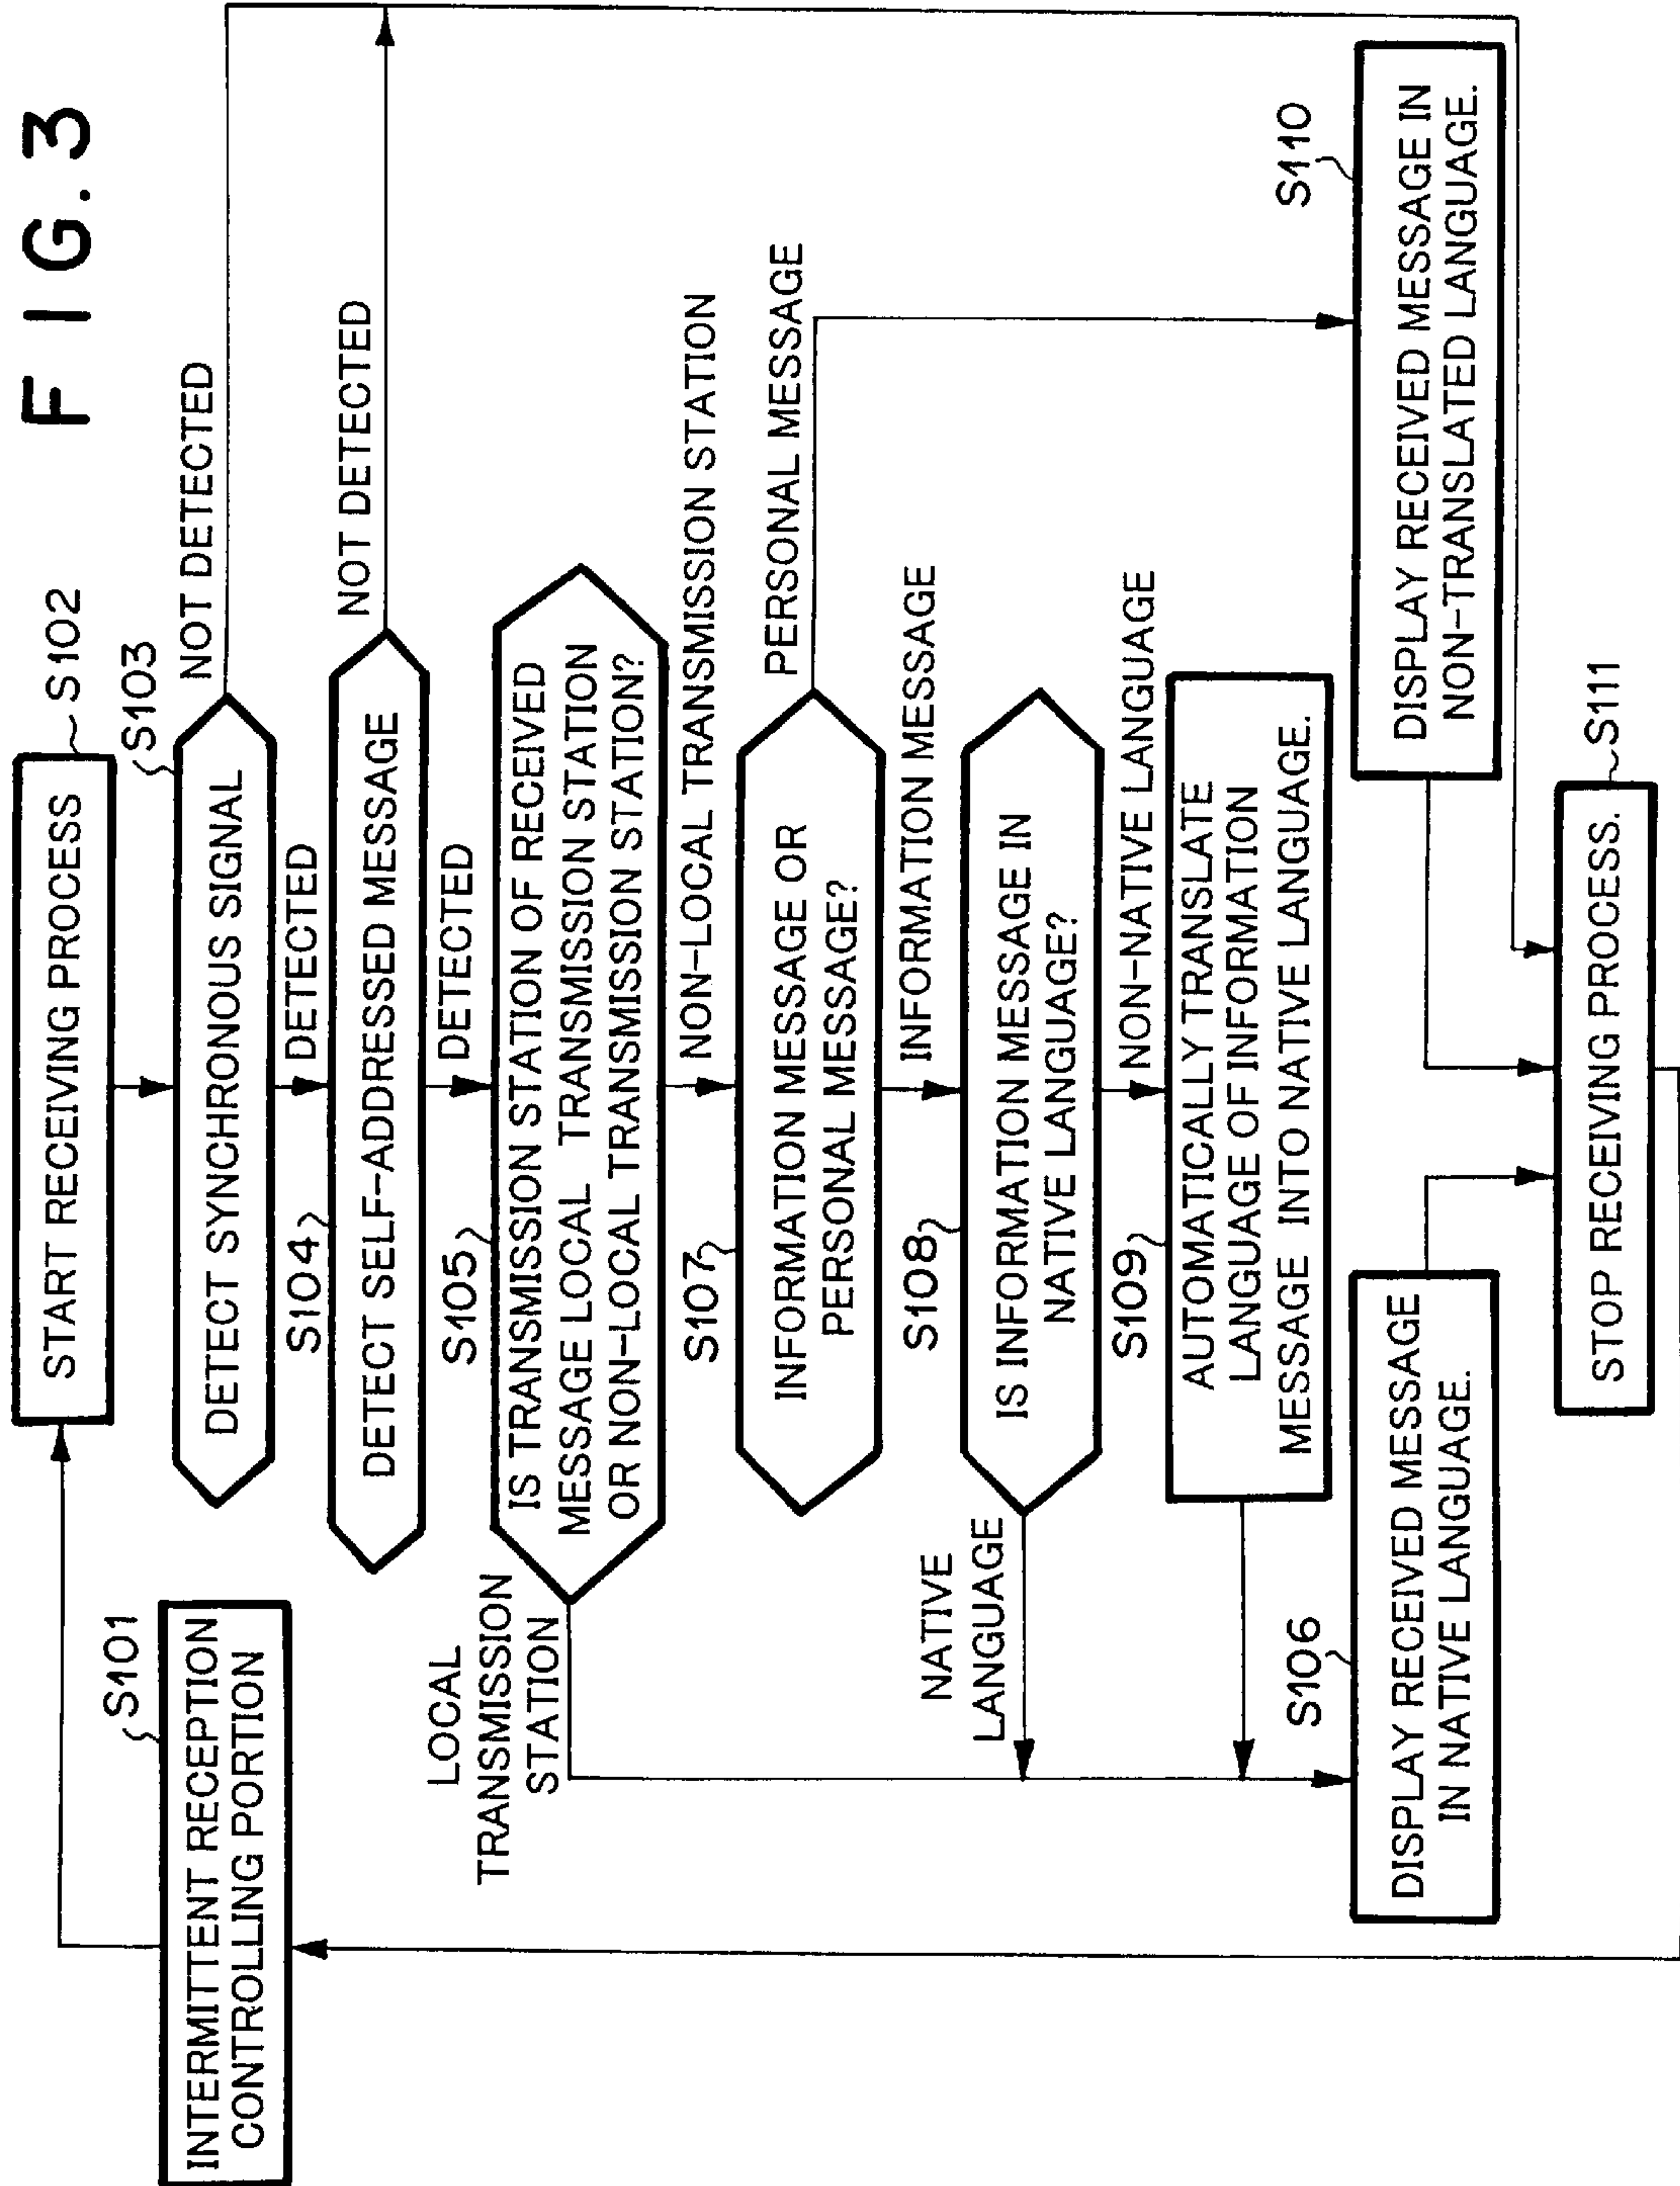 FIG.3
INTERMITTENT RECEPTION
CONTROLLING PORTION
S101
START RECEIVING PROCESS
S102
DETECT SYNCHRONOUS SIGNAL
S103
NOT DETECTED
DETECTED
S104
DETECT SELF-ADDRESSED MESSAGE
NOT DETECTED
DETECTED
S105
IS TRANSMISSION STATION OF RECEIVED
MESSAGE LOCAL TRANSMISSION STATION
OR NON-LOCAL TRANSMISSION STATION?
LOCAL
TRANSMISSION
STATION
NON-LOCAL TRANSMISSION STATION
S107
INFORMATION MESSAGE OR
PERSONAL MESSAGE?
PERSONAL MESSAGE
INFORMATION MESSAGE
S108
IS INFORMATION MESSAGE IN
NATIVE LANGUAGE?
NATIVE
LANGUAGE
NON-NATIVE LANGUAGE
S109
AUTOMATICALLY TRANSLATE
LANGUAGE OF INFORMATION
MESSAGE INTO NATIVE LANGUAGE.
S106
DISPLAY RECEIVED MESSAGE
IN NATIVE LANGUAGE.
S110
DISPLAY RECEIVED MESSAGE IN
NON-TRANSLATED LANGUAGE.
STOP RECEIVING PROCESS.
S111